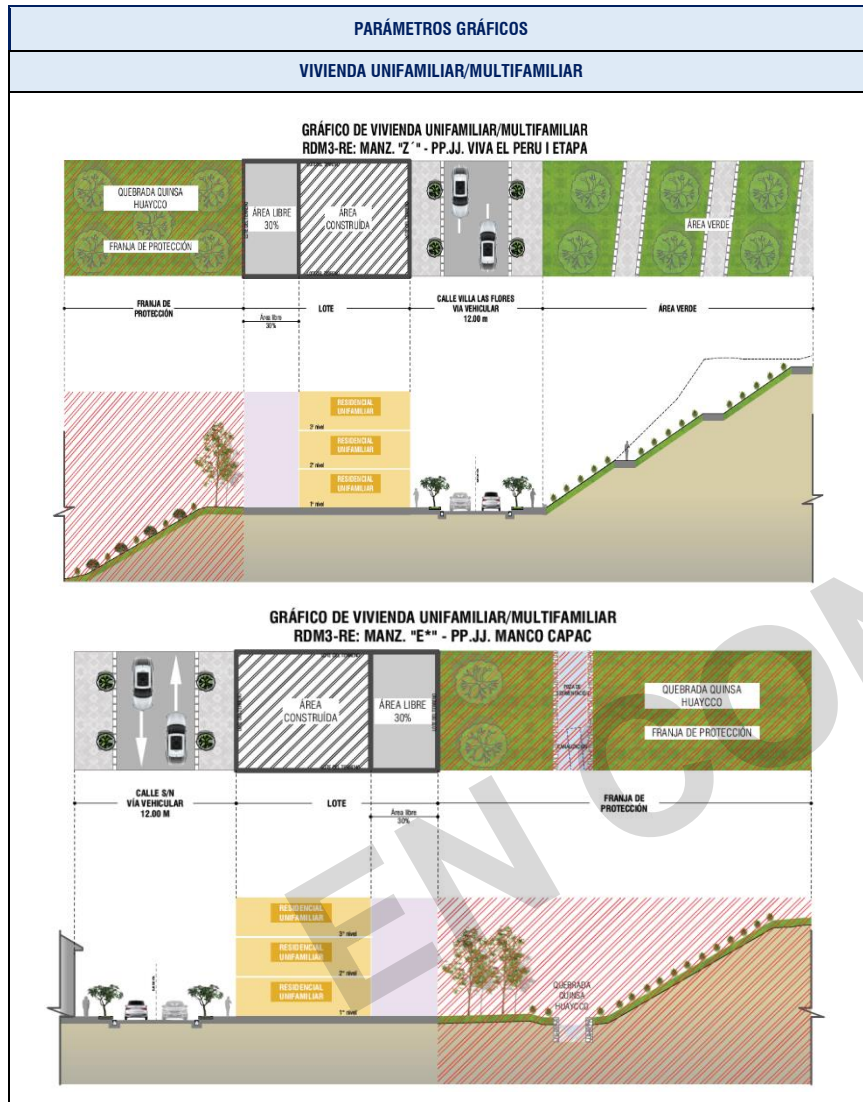 PARÁMETROS GRÁFICOS
VIVIENDA UNIFAMILIAR/MULTIFAMILIAR
GRÁFICO DE VIVIENDA UNIFAMILIAR/MULTIFAMILIAR
RDM3-RE: MANZ. "Z´" - PP.JJ. VIVA EL PERU I ETAPA
QUEBRADA QUINSA
HUAYCCO
FRANJA DE PROTECCIÓN
ÁREA LIBRE
30%
ÁREA
CONSTRUÍDA
ÁREA VERDE
FRANJA DE
PROTECCIÓN
LOTE
CALLE VILLA LAS FLORES
VIA VEHICULAR
12.00 m
ÁREA VERDE
Área libre
30%
RESIDENCIAL
UNIFAMILIAR
3° nivel
RESIDENCIAL
UNIFAMILIAR
2° nivel
RESIDENCIAL
UNIFAMILIAR
1° nivel
GRÁFICO DE VIVIENDA UNIFAMILIAR/MULTIFAMILIAR
RDM3-RE: MANZ. "E*" - PP.JJ. MANCO CAPAC
ÁREA
CONSTRUÍDA
ÁREA LIBRE
30%
QUEBRADA QUINSA
HUAYCCO
FRANJA DE PROTECCIÓN
CALLE S/N
VÍA VEHICULAR
12.00 M
LOTE
Área libre
30%
FRANJA DE
PROTECCIÓN
RESIDENCIAL
UNIFAMILIAR
3° nivel
RESIDENCIAL
UNIFAMILIAR
2° nivel
RESIDENCIAL
UNIFAMILIAR
1° nivel
QUEBRADA
QUINSA
HUAYCCO
EN CON